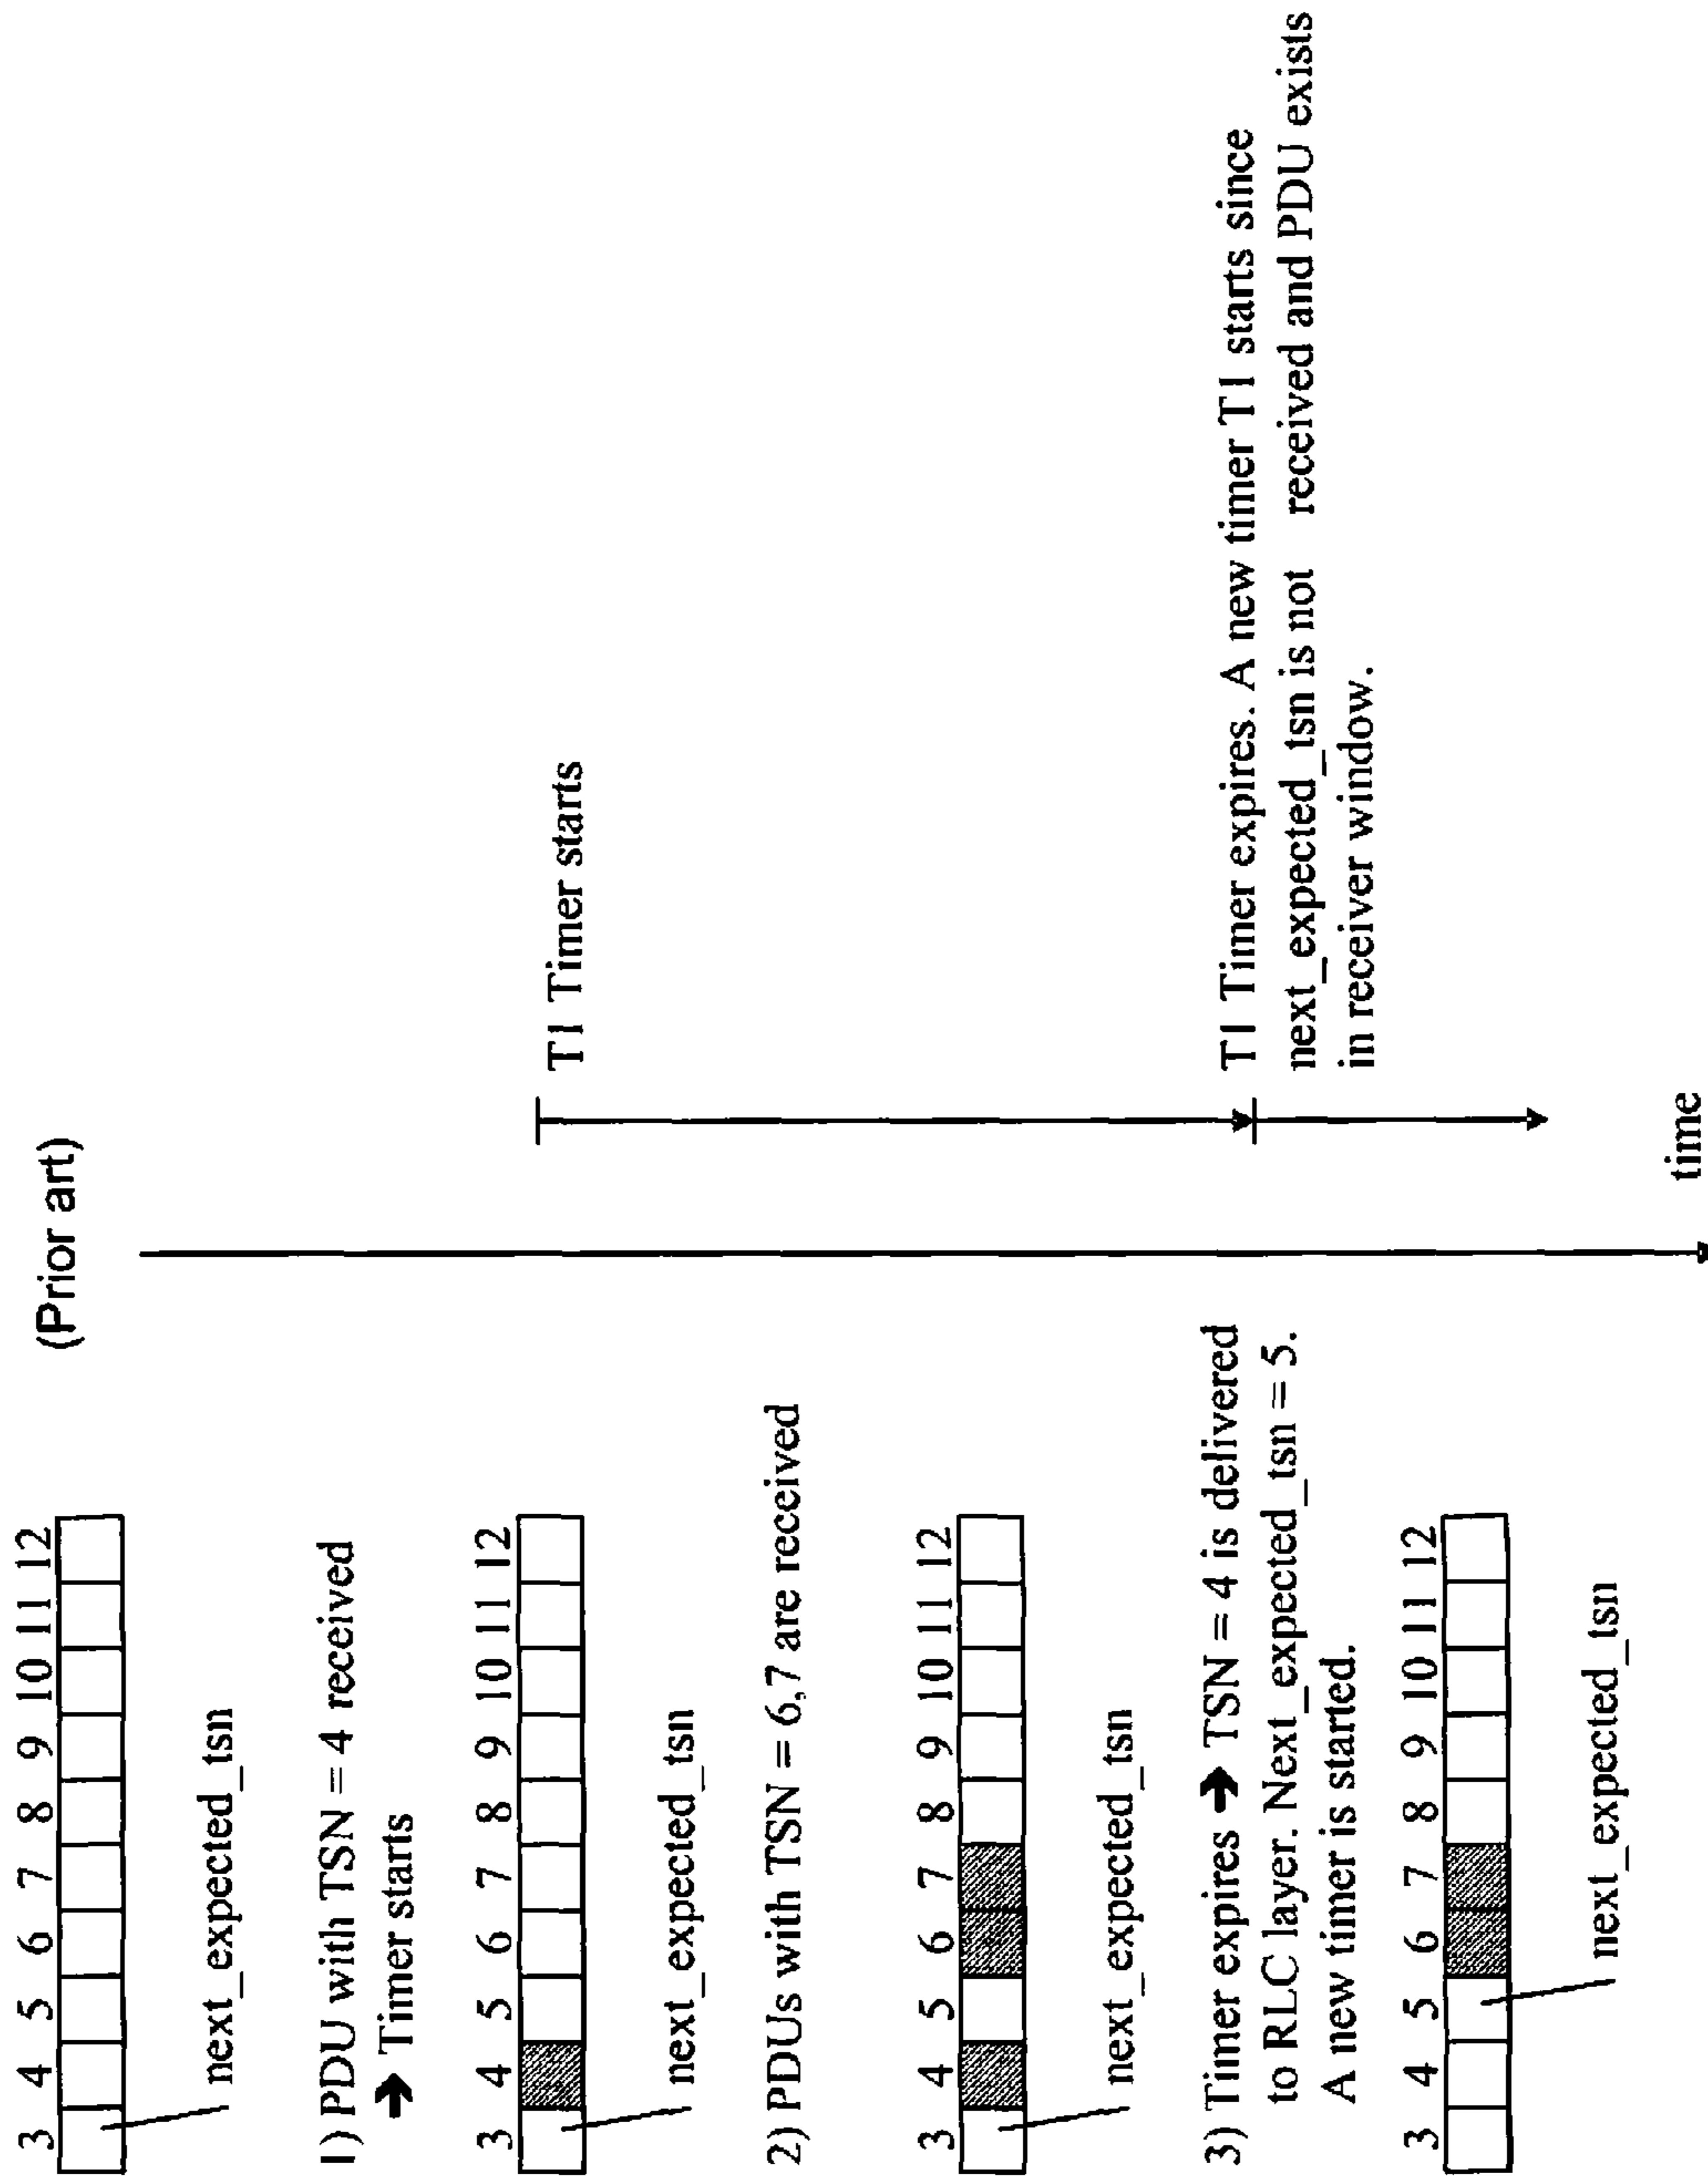 (Prior art)
3 4 5 6 7 8 9 10 11 12
next_expected_tsn
1) PDU with TSN = 4 received
➔ Timer starts
3 4 5 6 7 8 9 10 11 12
next_expected_tsn
2) PDUs with TSN = 6,7 are received
3 4 5 6 7 8 9 10 11 12
next_expected_tsn
3) Timer expires ➔ TSN = 4 is delivered
to RLC layer. Next_expected_tsn = 5.
A new timer is started.
3 4 5 6 7 8 9 10 11 12
next_expected_tsn
T1 Timer starts
T1 Timer expires. A new timer T1 starts since
next_expected_tsn is not received and PDU exists
in receiver window.
time